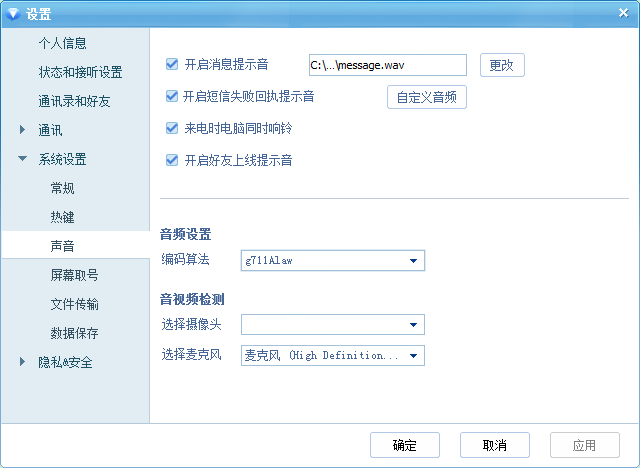 设置
个人信息
状态和接听设置
通讯录和好友
通讯
系统设置
常规
热键
声音
屏幕取号
文件传输
数据保存
隐私&安全
开启消息提示音 C:\...\message.wav 更改
开启短信失败回执提示音 自定义音频
来电时电脑同时响铃
开启好友上线提示音
音频设置
编码算法 g711Alaw
音视频检测
选择摄像头
选择麦克风 麦克风 (High Definition...
确定 取消 应用